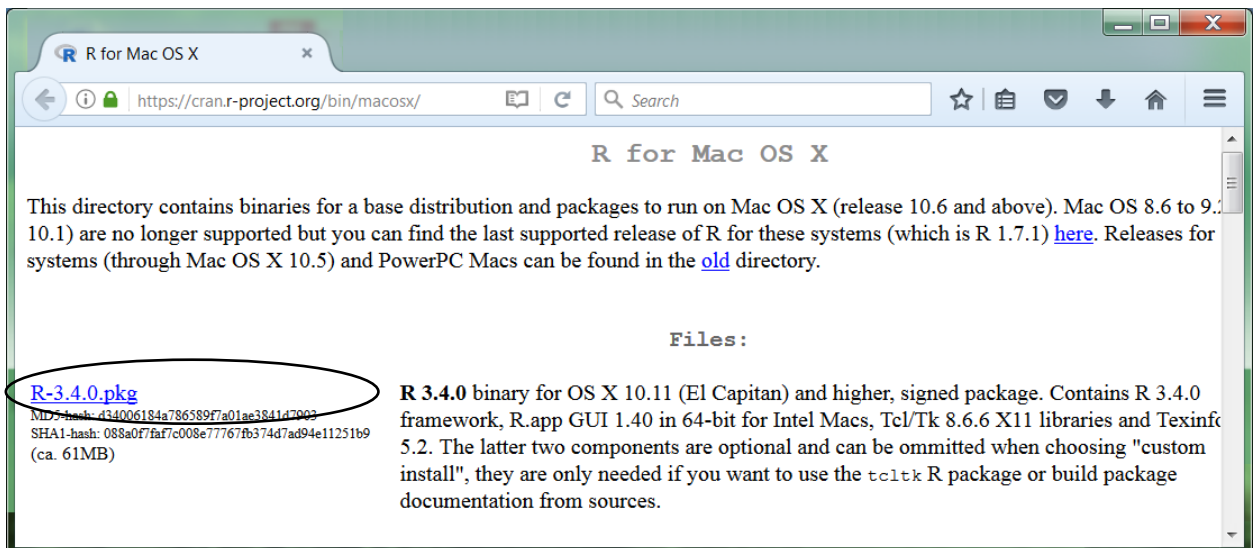 R for Mac OS X
https://cran.r-project.org/bin/macosx/
Search
R for Mac OS X
This directory contains binaries for a base distribution and packages to run on Mac OS X (release 10.6 and above). Mac OS 8.6 to 9.2
10.1) are no longer supported but you can find the last supported release of R for these systems (which is R 1.7.1) here. Releases for
systems (through Mac OS X 10.5) and PowerPC Macs can be found in the old directory.
Files:
R-3.4.0.pkg
MD5-hash: d34006184a786589f7a01ae3841d7903
SHA1-hash: 088a0f7faf7c008e77767fb374d7ad94e11251b9
(ca. 61MB)
R 3.4.0 binary for OS X 10.11 (El Capitan) and higher, signed package. Contains R 3.4.0
framework, R.app GUI 1.40 in 64-bit for Intel Macs, Tcl/Tk 8.6.6 X11 libraries and Texinfo
5.2. The latter two components are optional and can be ommitted when choosing "custom
install", they are only needed if you want to use the tcltk R package or build package
documentation from sources.